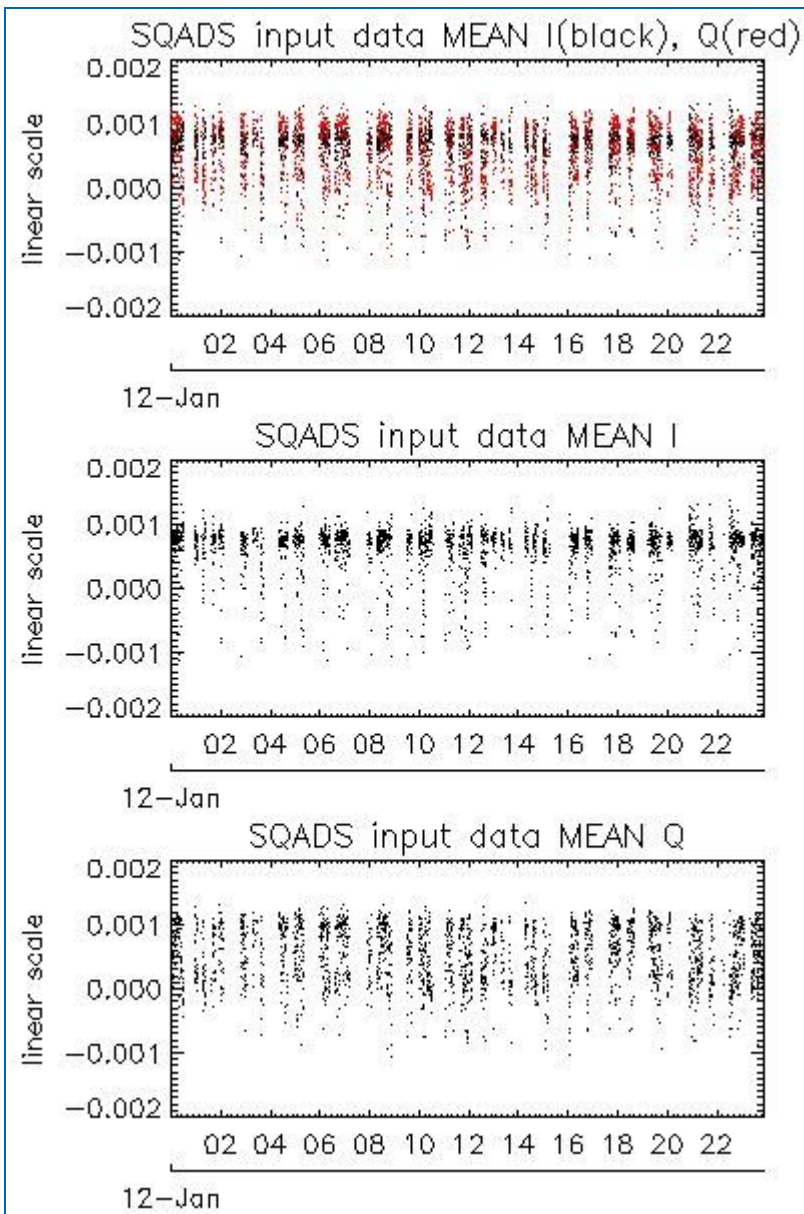 SQADS input data MEAN I(black), Q(red)
0.002
0.001
0.000
-0.001
-0.002
linear scale
02 04 06 08 10 12 14 16 18 20 22
12-Jan
SQADS input data MEAN I
0.002
0.001
0.000
-0.001
-0.002
linear scale
02 04 06 08 10 12 14 16 18 20 22
12-Jan
SQADS input data MEAN Q
0.002
0.001
0.000
-0.001
-0.002
linear scale
02 04 06 08 10 12 14 16 18 20 22
12-Jan